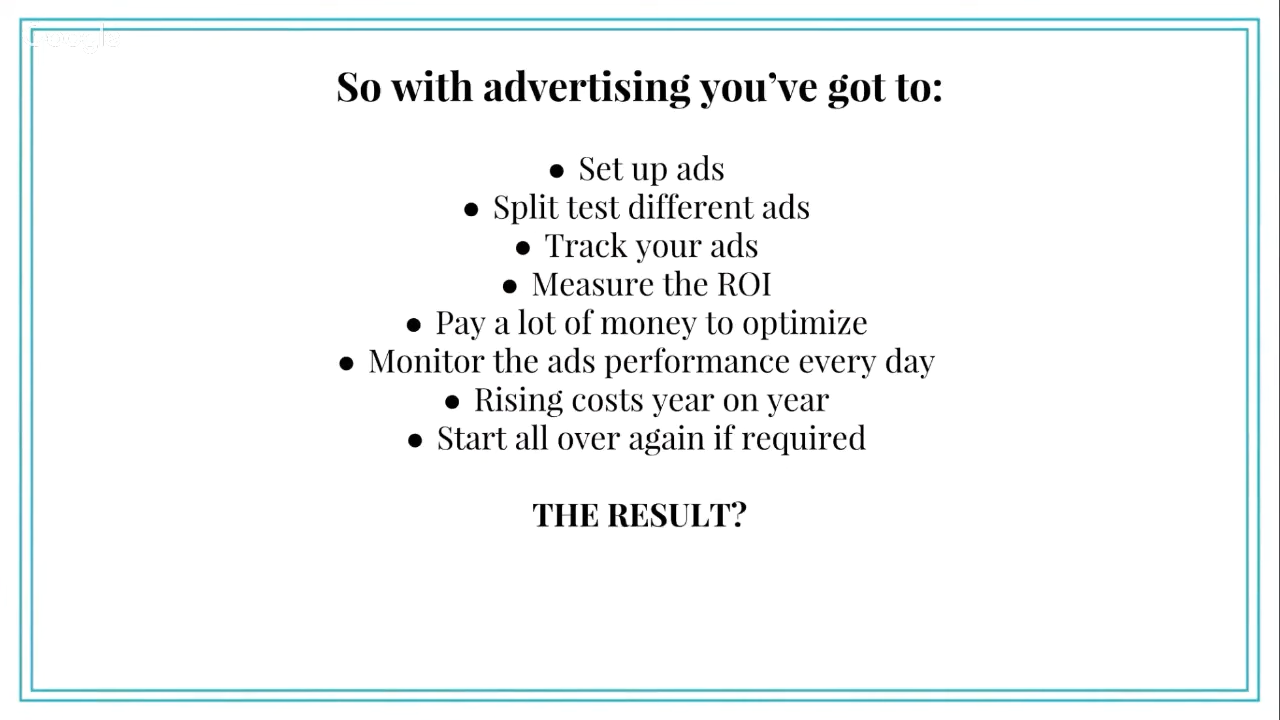 Google
So with advertising you’ve got to:
● Set up ads
● Split test different ads
● Track your ads
● Measure the ROI
● Pay a lot of money to optimize
● Monitor the ads performance every day
● Rising costs year on year
● Start all over again if required
THE RESULT?